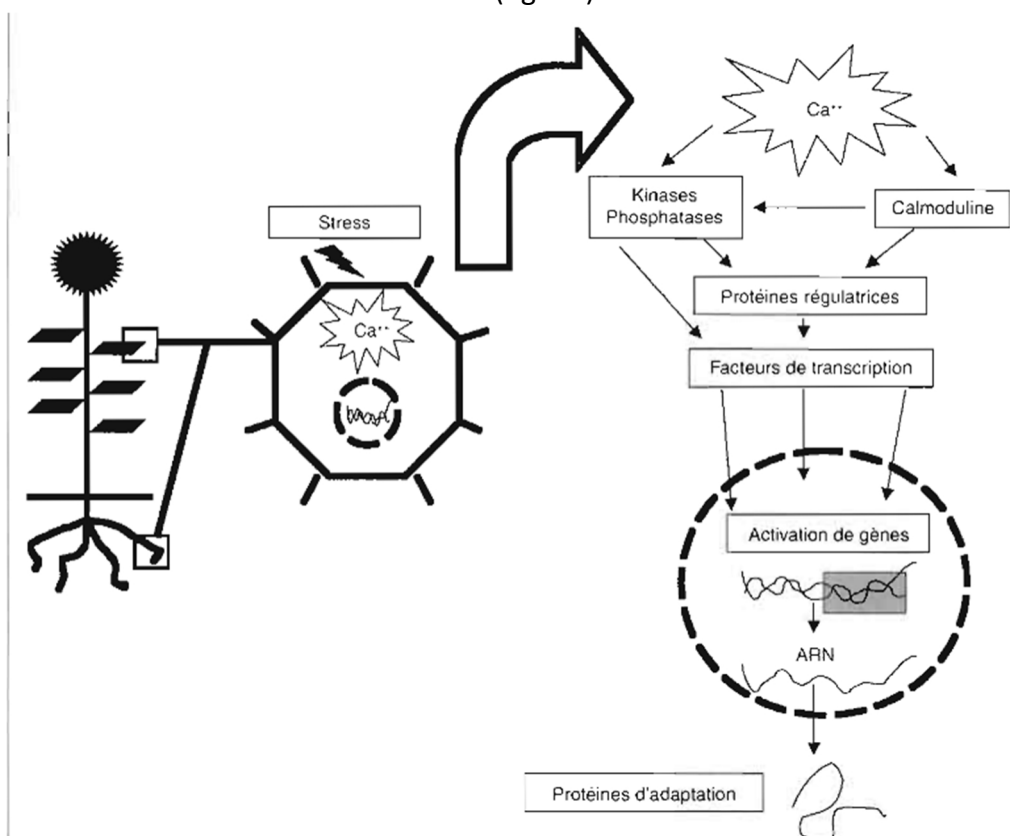 Stress
Ca⁺⁺
Ca⁺⁺
Kinases
Phosphatases
Calmoduline
Protéines régulatrices
Facteurs de transcription
Activation de gènes
ARN
Protéines d'adaptation